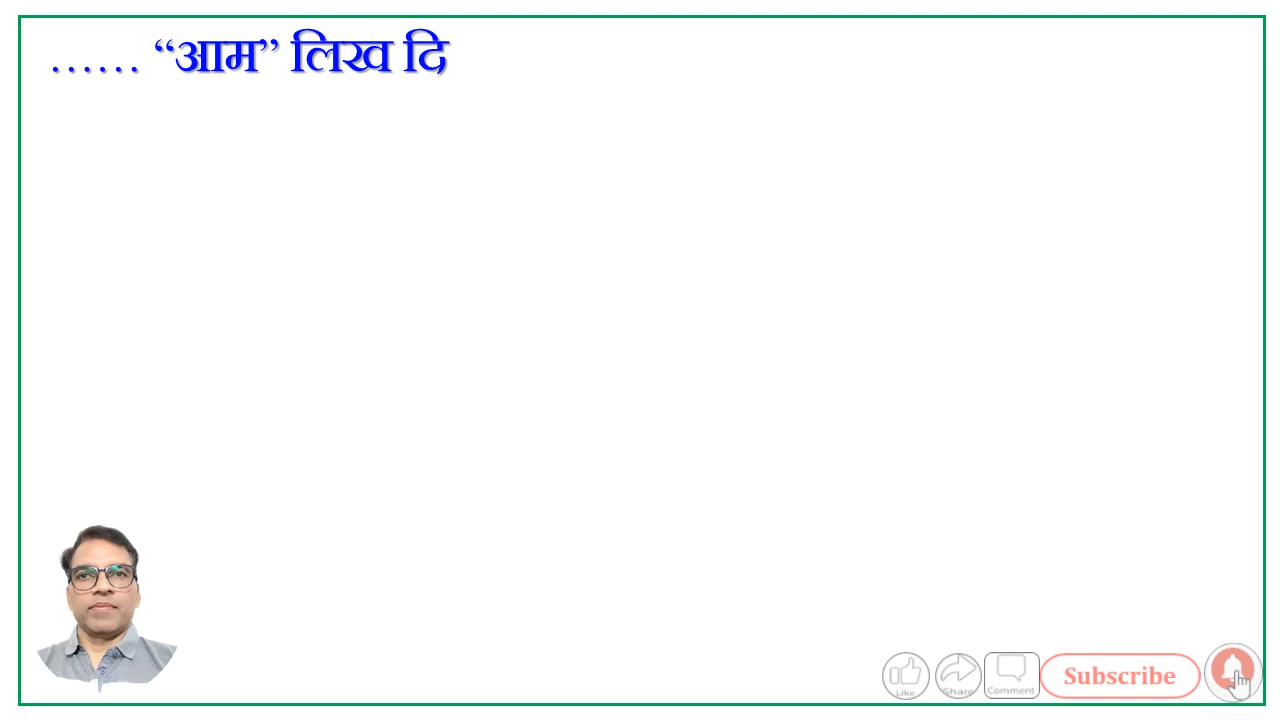 ...... “आम” लिख दि
Like
Share
Comment
Subscribe